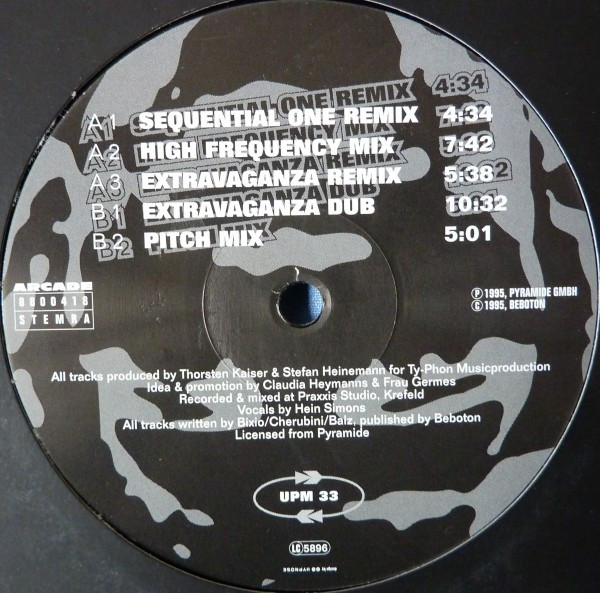 A1 SEQUENTIAL ONE REMIX 4:34
A2 HIGH FREQUENCY MIX 7:42
A3 EXTRAVAGANZA REMIX 5:38
B1 EXTRAVAGANZA DUB 10:32
B2 PITCH MIX 5:01
ARCADE
8800418
STEMRA
Ⓟ 1995, PYRAMIDE GMBH
© 1995, BEBOTON
All tracks produced by Thorsten Kaiser & Stefan Heinemann for Ty-Phon Musicproduction
Idea & promotion by Claudia Heymanns & Frau Germes
Recorded & mixed at Praxxis Studio, Krefeld
Vocals by Hein Simons
All tracks written by Bixio/Cherubini/Balz, published by Beboton
Licensed from Pyramide
UPM 33
LC 5896